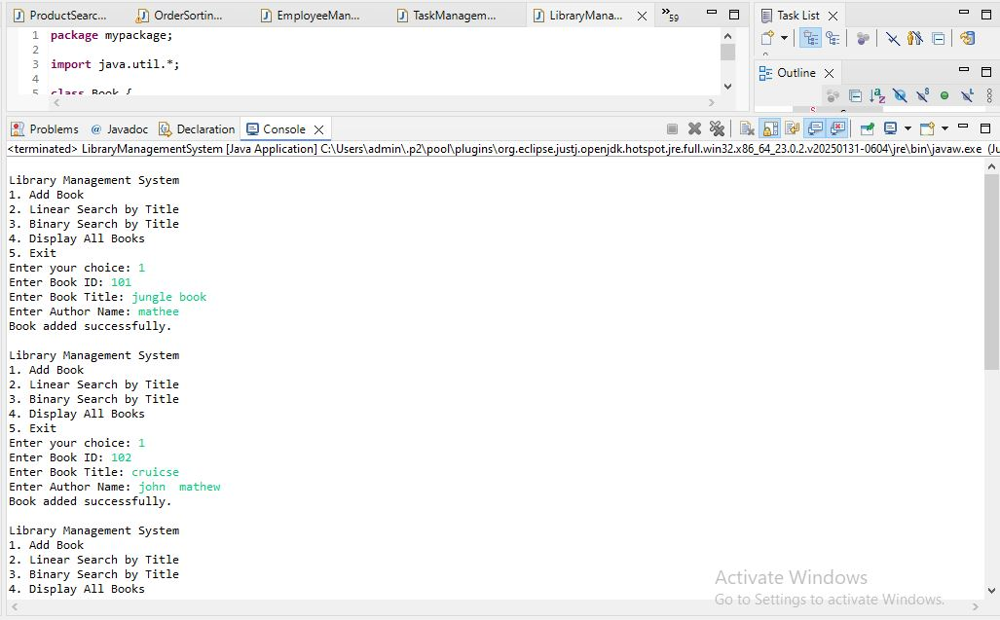 ProductSearc... OrderSortin... EmployeeMan... TaskManagem... LibraryMana... »59 Task List
1 package mypackage;
2
3 import java.util.*;
4
5 class Book {
Outline
Problems @ Javadoc Declaration Console
<terminated> LibraryManagementSystem [Java Application] C:\Users\admin\.p2\pool\plugins\org.eclipse.justj.openjdk.hotspot.jre.full.win32.x86_64_23.0.2.v20250131-0604\jre\bin\javaw.exe (Ju
Library Management System
1. Add Book
2. Linear Search by Title
3. Binary Search by Title
4. Display All Books
5. Exit
Enter your choice: 1
Enter Book ID: 101
Enter Book Title: jungle book
Enter Author Name: mathee
Book added successfully.
Library Management System
1. Add Book
2. Linear Search by Title
3. Binary Search by Title
4. Display All Books
5. Exit
Enter your choice: 1
Enter Book ID: 102
Enter Book Title: cruicse
Enter Author Name: john  mathew
Book added successfully.
Library Management System
1. Add Book
2. Linear Search by Title
3. Binary Search by Title
4. Display All Books
Activate Windows
Go to Settings to activate Windows.